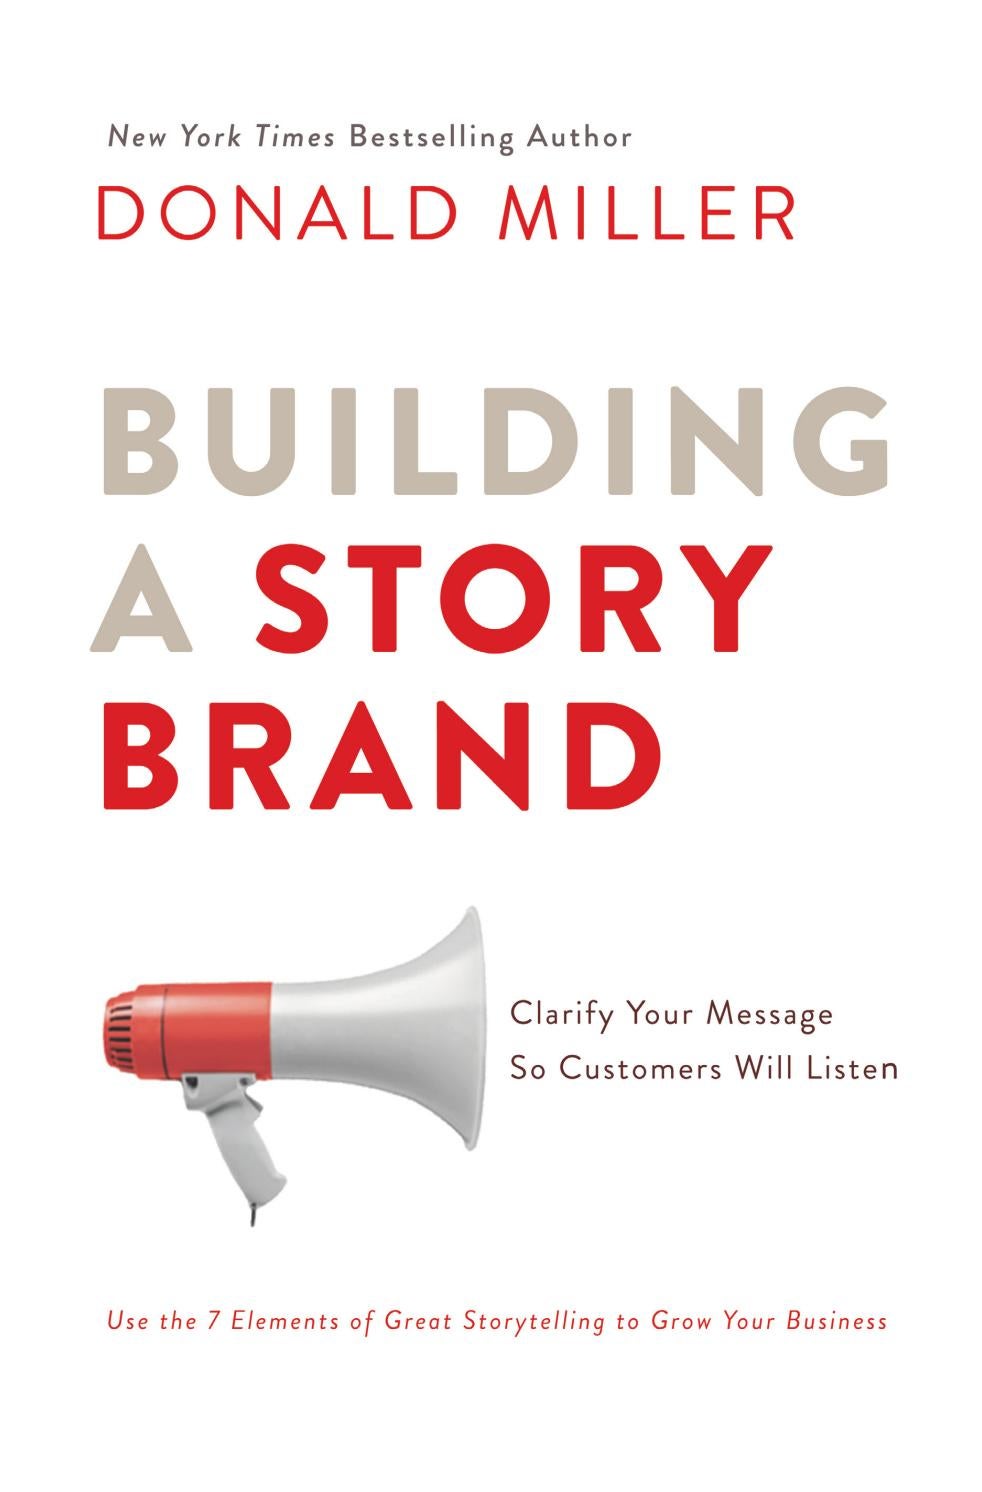 New York Times Bestselling Author
DONALD MILLER
BUILDING
A STORY
BRAND
Clarify Your Message
So Customers Will Listen
Use the 7 Elements of Great Storytelling to Grow Your Business